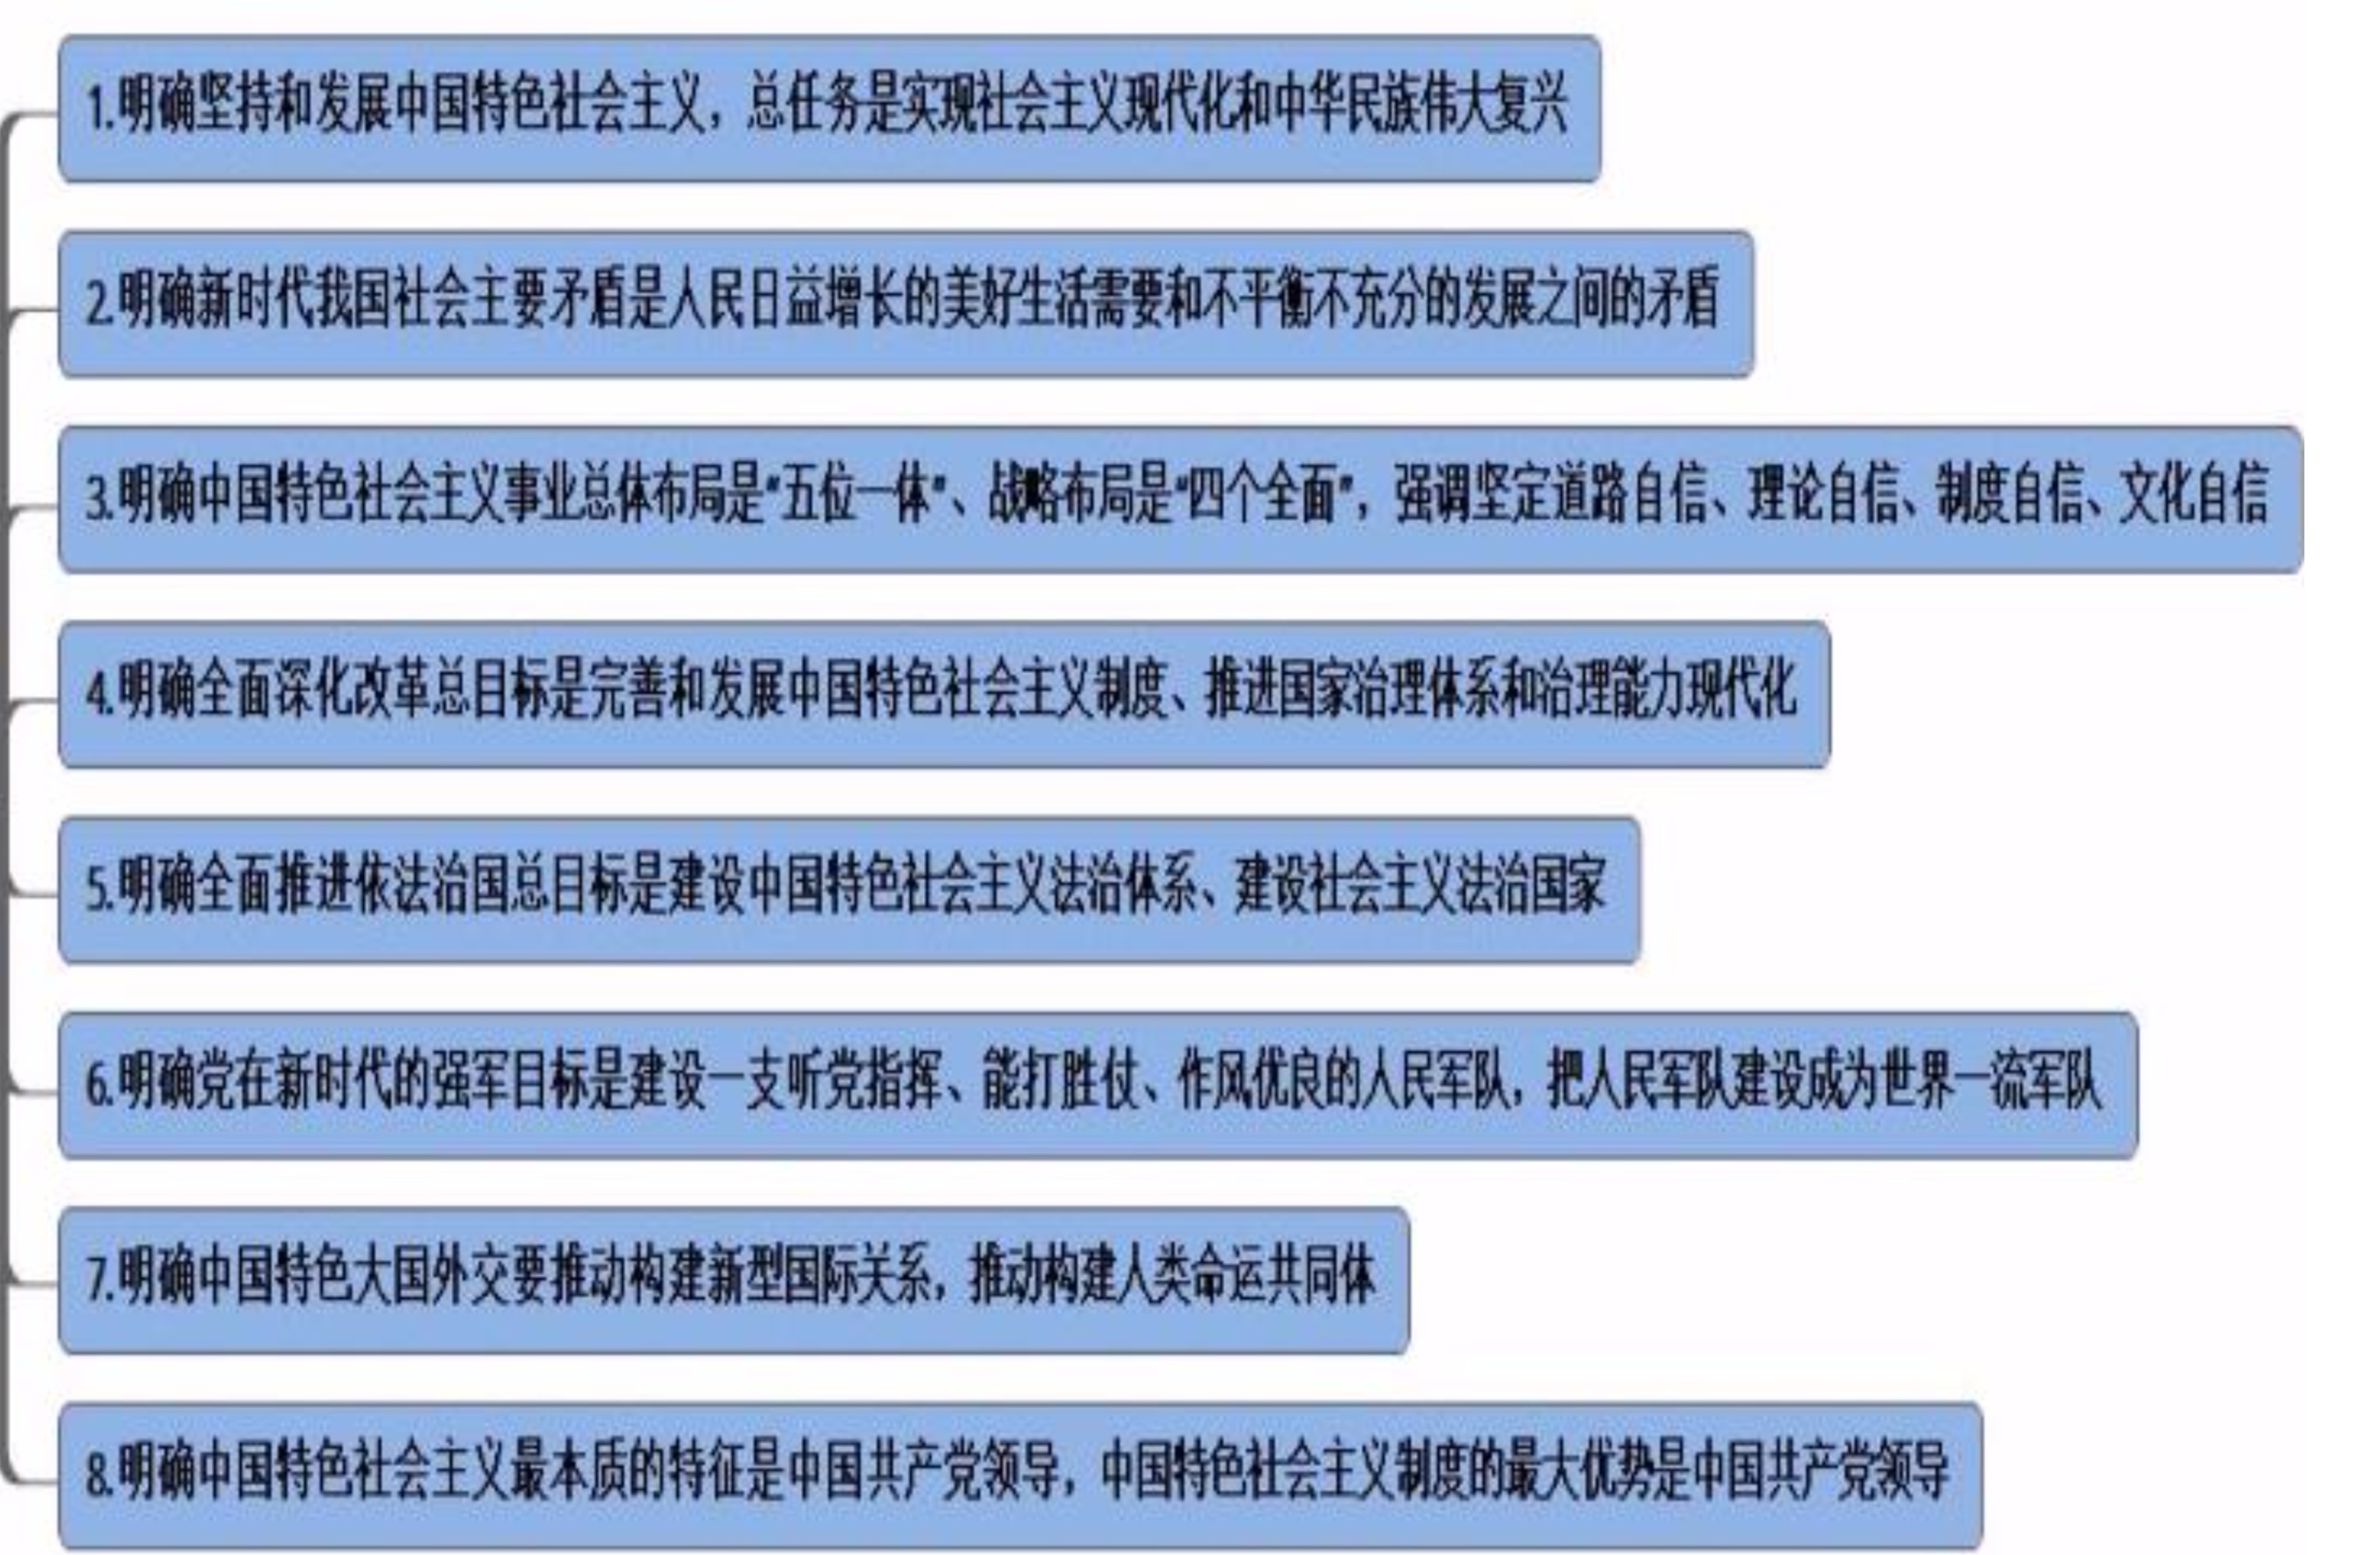 1.明确坚持和发展中国特色社会主义，总任务是实现社会主义现代化和中华民族伟大复兴
2.明确新时代我国社会主要矛盾是人民日益增长的美好生活需要和不平衡不充分的发展之间的矛盾
3.明确中国特色社会主义事业总体布局是“五位一体”、战略布局是“四个全面”，强调坚定道路自信、理论自信、制度自信、文化自信
4.明确全面深化改革总目标是完善和发展中国特色社会主义制度、推进国家治理体系和治理能力现代化
5.明确全面推进依法治国总目标是建设中国特色社会主义法治体系、建设社会主义法治国家
6.明确党在新时代的强军目标是建设一支听党指挥、能打胜仗、作风优良的人民军队，把人民军队建设成为世界一流军队
7.明确中国特色大国外交要推动构建新型国际关系，推动构建人类命运共同体
8.明确中国特色社会主义最本质的特征是中国共产党领导，中国特色社会主义制度的最大优势是中国共产党领导